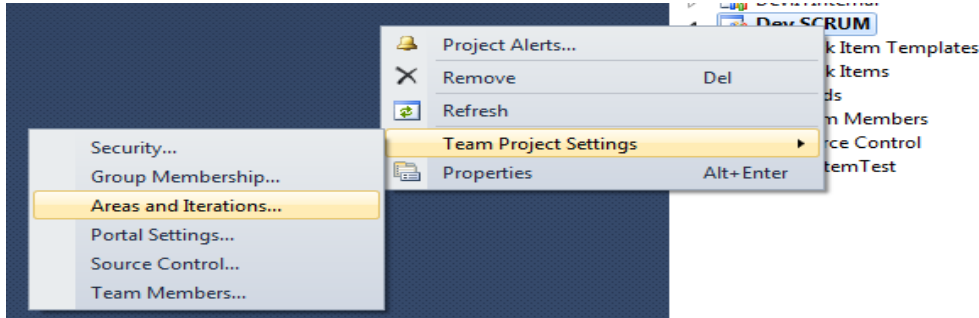 Dev SCRUM
Project Alerts...
k Item Templates
Remove Del
k Items
Refresh
ds
m Members
Team Project Settings
rce Control
Properties Alt+Enter
temTest
Security...
Group Membership...
Areas and Iterations...
Portal Settings...
Source Control...
Team Members...